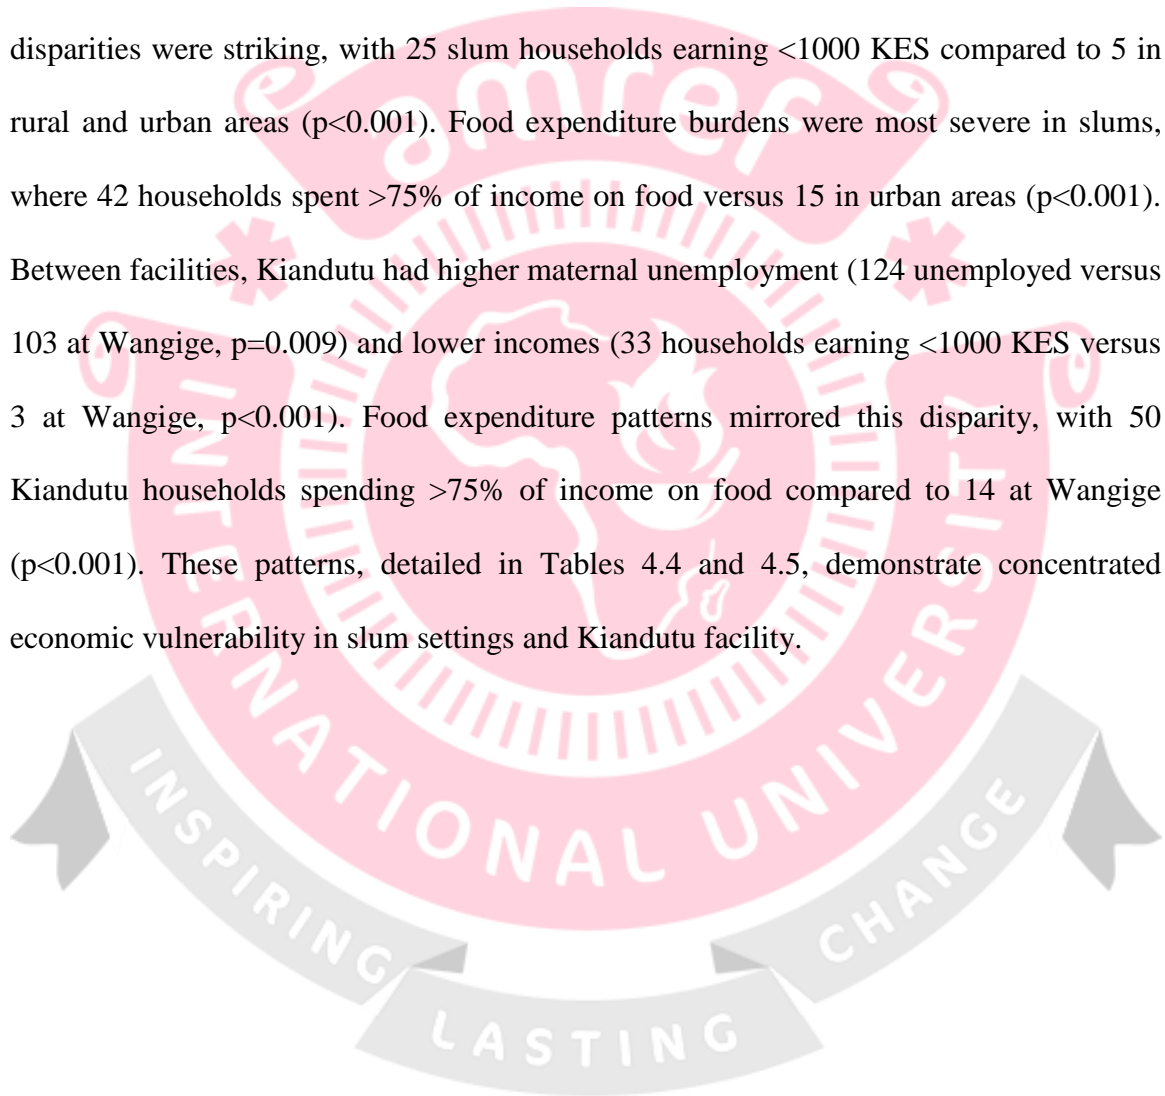 disparities were striking, with 25 slum households earning <1000 KES compared to 5 in
rural and urban areas (p<0.001). Food expenditure burdens were most severe in slums,
where 42 households spent >75% of income on food versus 15 in urban areas (p<0.001).
Between facilities, Kiandutu had higher maternal unemployment (124 unemployed versus
103 at Wangige, p=0.009) and lower incomes (33 households earning <1000 KES versus
3 at Wangige, p<0.001). Food expenditure patterns mirrored this disparity, with 50
Kiandutu households spending >75% of income on food compared to 14 at Wangige
(p<0.001). These patterns, detailed in Tables 4.4 and 4.5, demonstrate concentrated
economic vulnerability in slum settings and Kiandutu facility.
amref
INTERNATIONAL UNIVERSITY
INSPIRING LASTING CHANGE